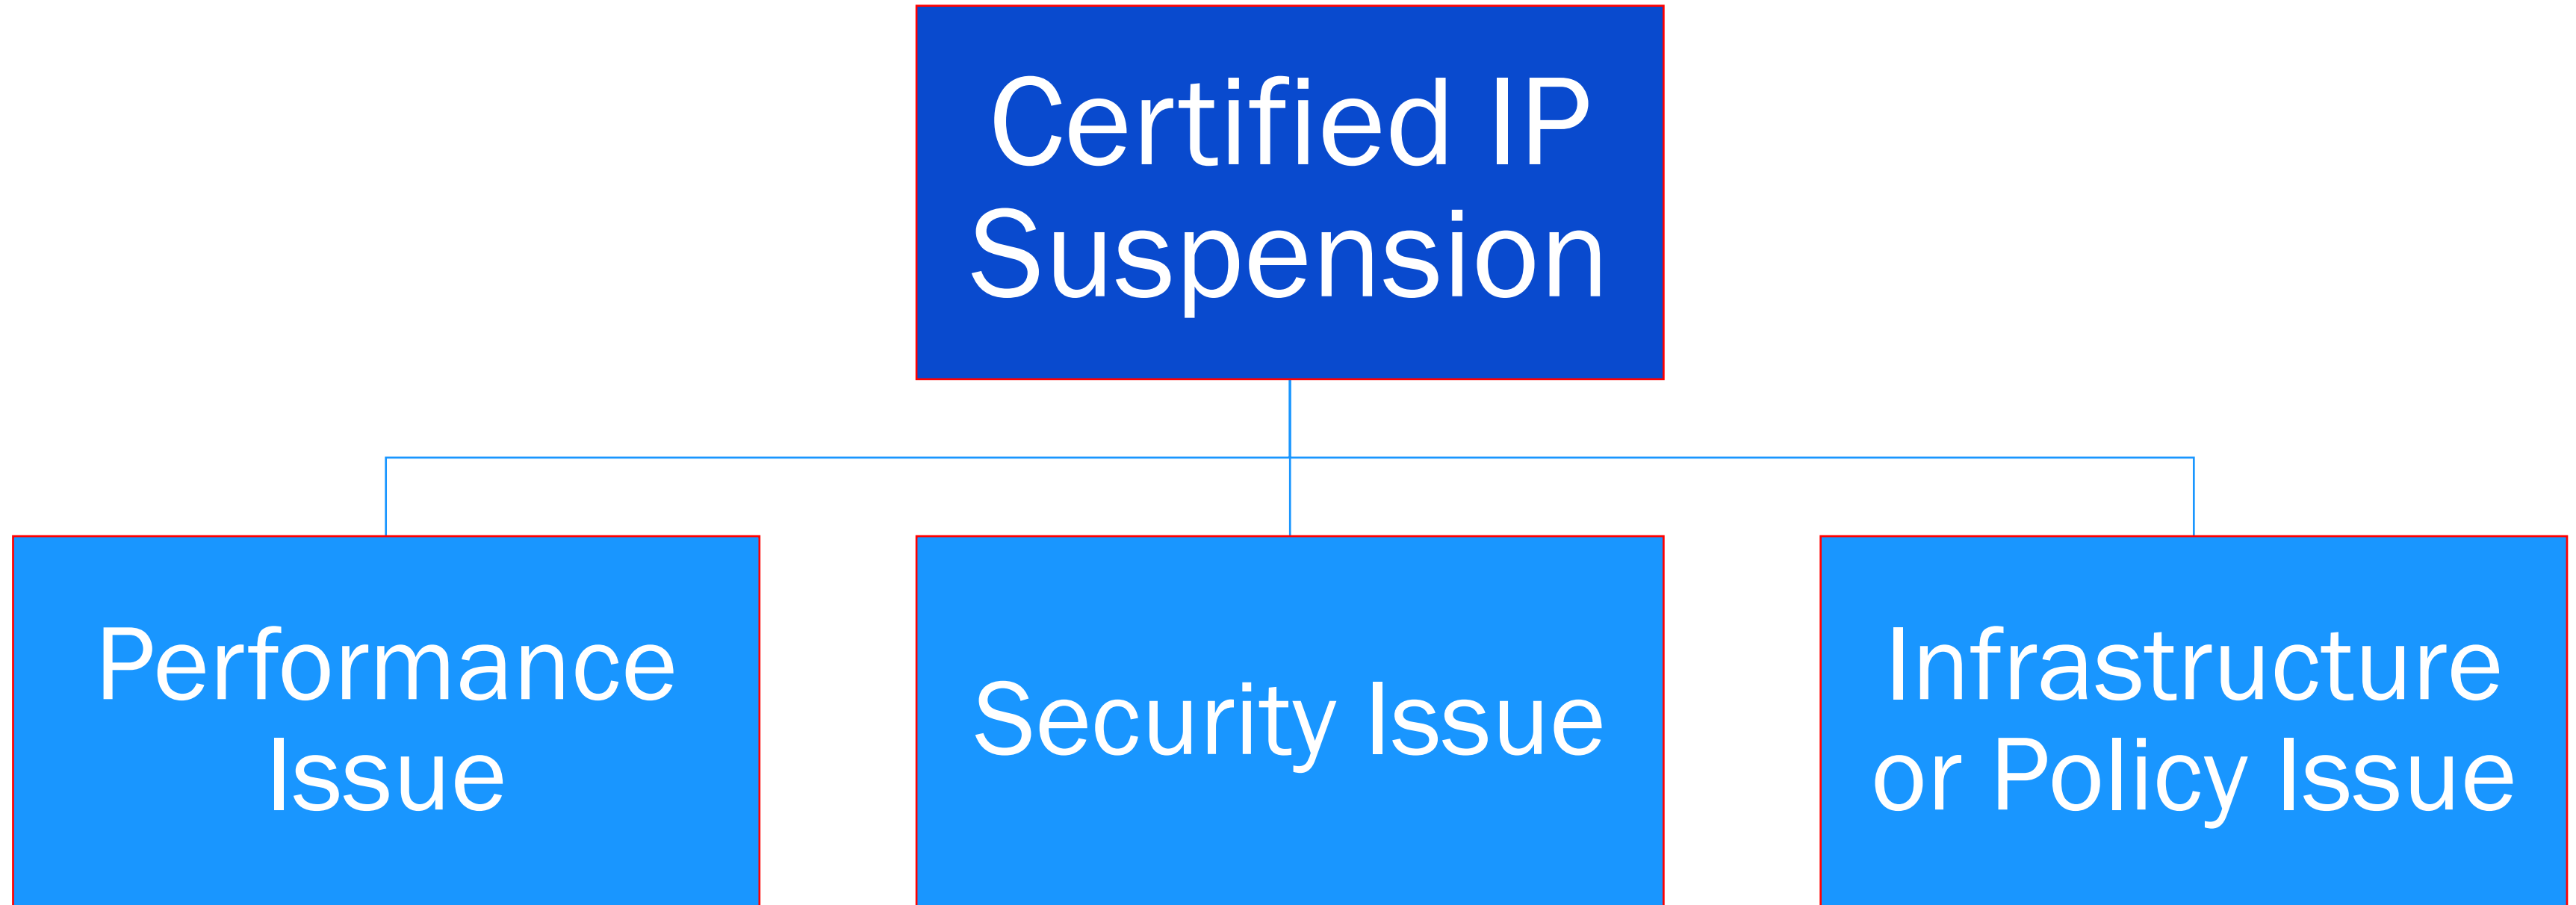 Certified IP
Suspension
Performance
Issue
Security Issue
Infrastructure
or Policy Issue